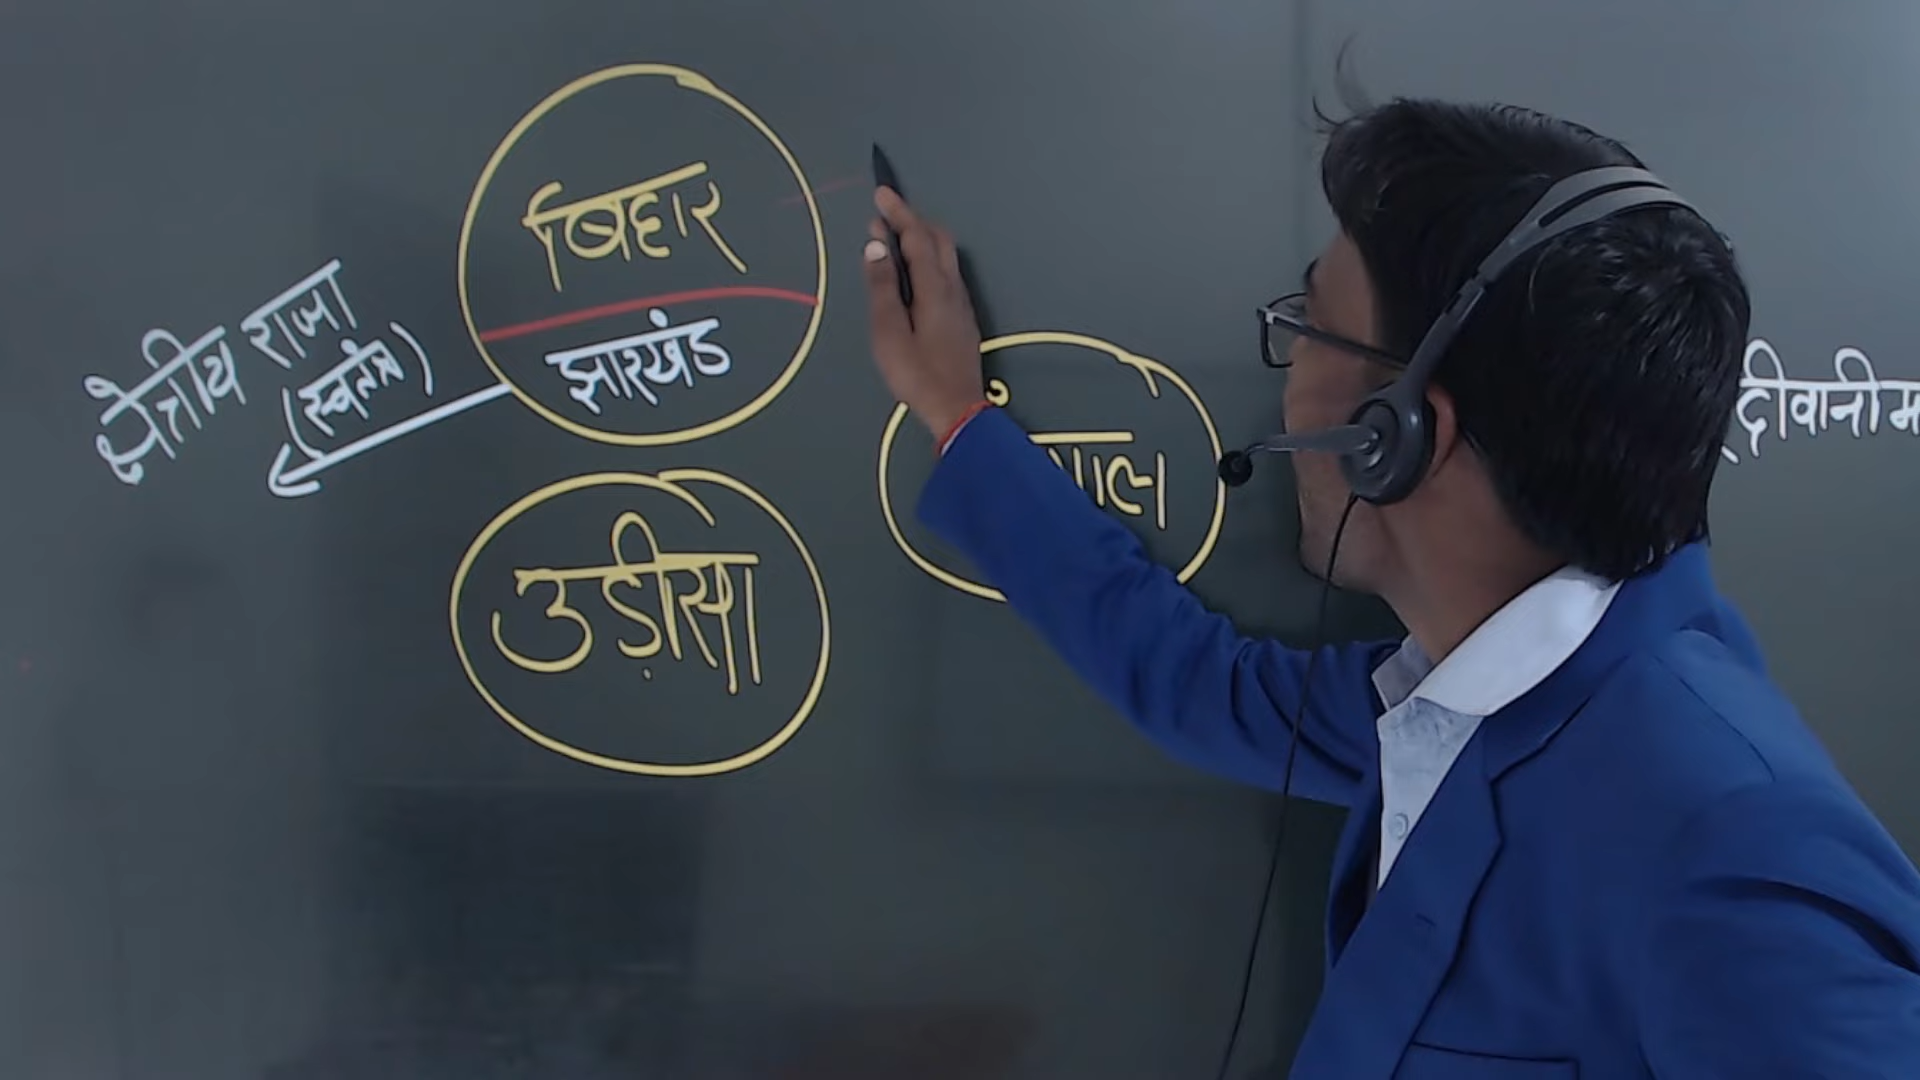 बिहार
झारखंड
क्षेत्रीय राजा
(स्वतंत्र)
उड़ीसा
दीवानी